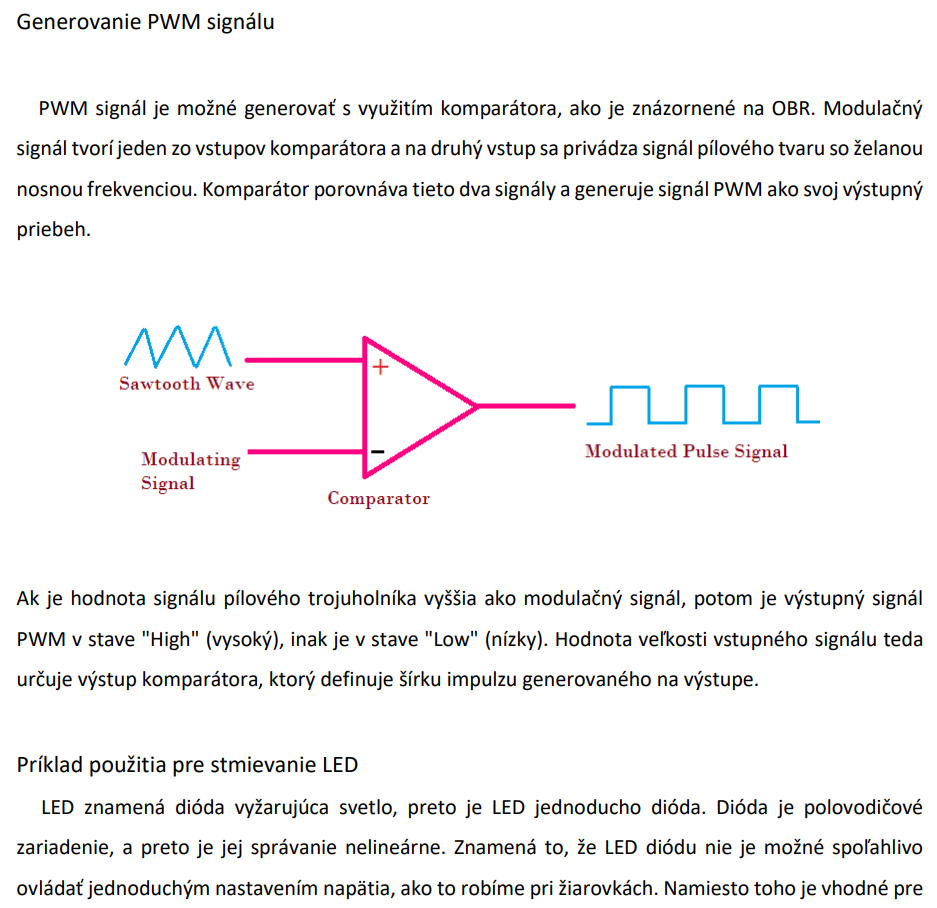 Generovanie PWM signálu
PWM signál je možné generovať s využitím komparátora, ako je znázornené na OBR. Modulačný
signál tvorí jeden zo vstupov komparátora a na druhý vstup sa privádza signál pílového tvaru so želanou
nosnou frekvenciou. Komparátor porovnáva tieto dva signály a generuje signál PWM ako svoj výstupný
priebeh.
Sawtooth Wave
+
Modulating
Signal
-
Comparator
Modulated Pulse Signal
Ak je hodnota signálu pílového trojuholníka vyššia ako modulačný signál, potom je výstupný signál
PWM v stave "High" (vysoký), inak je v stave "Low" (nízky). Hodnota veľkosti vstupného signálu teda
určuje výstup komparátora, ktorý definuje šírku impulzu generovaného na výstupe.
Príklad použitia pre stmievanie LED
LED znamená dióda vyžarujúca svetlo, preto je LED jednoducho dióda. Dióda je polovodičové
zariadenie, a preto je jej správanie nelineárne. Znamená to, že LED diódu nie je možné spoľahlivo
ovládať jednoduchým nastavením napätia, ako to robíme pri žiarovkách. Namiesto toho je vhodné pre